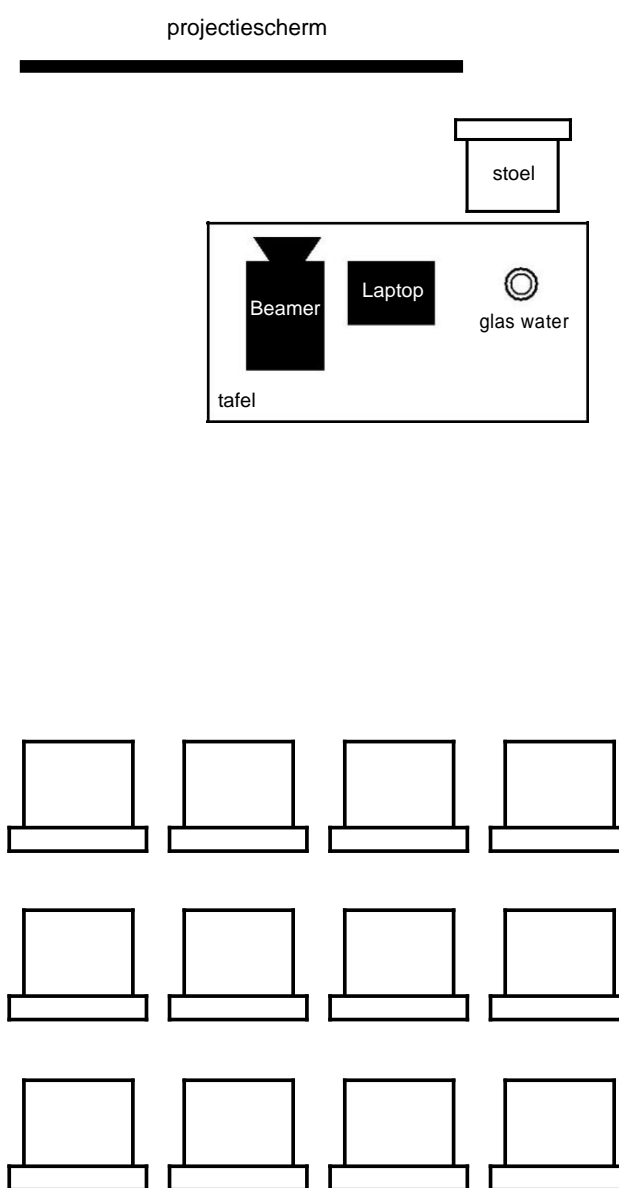 projectiescherm
stoel
Beamer
Laptop
glas water
tafel